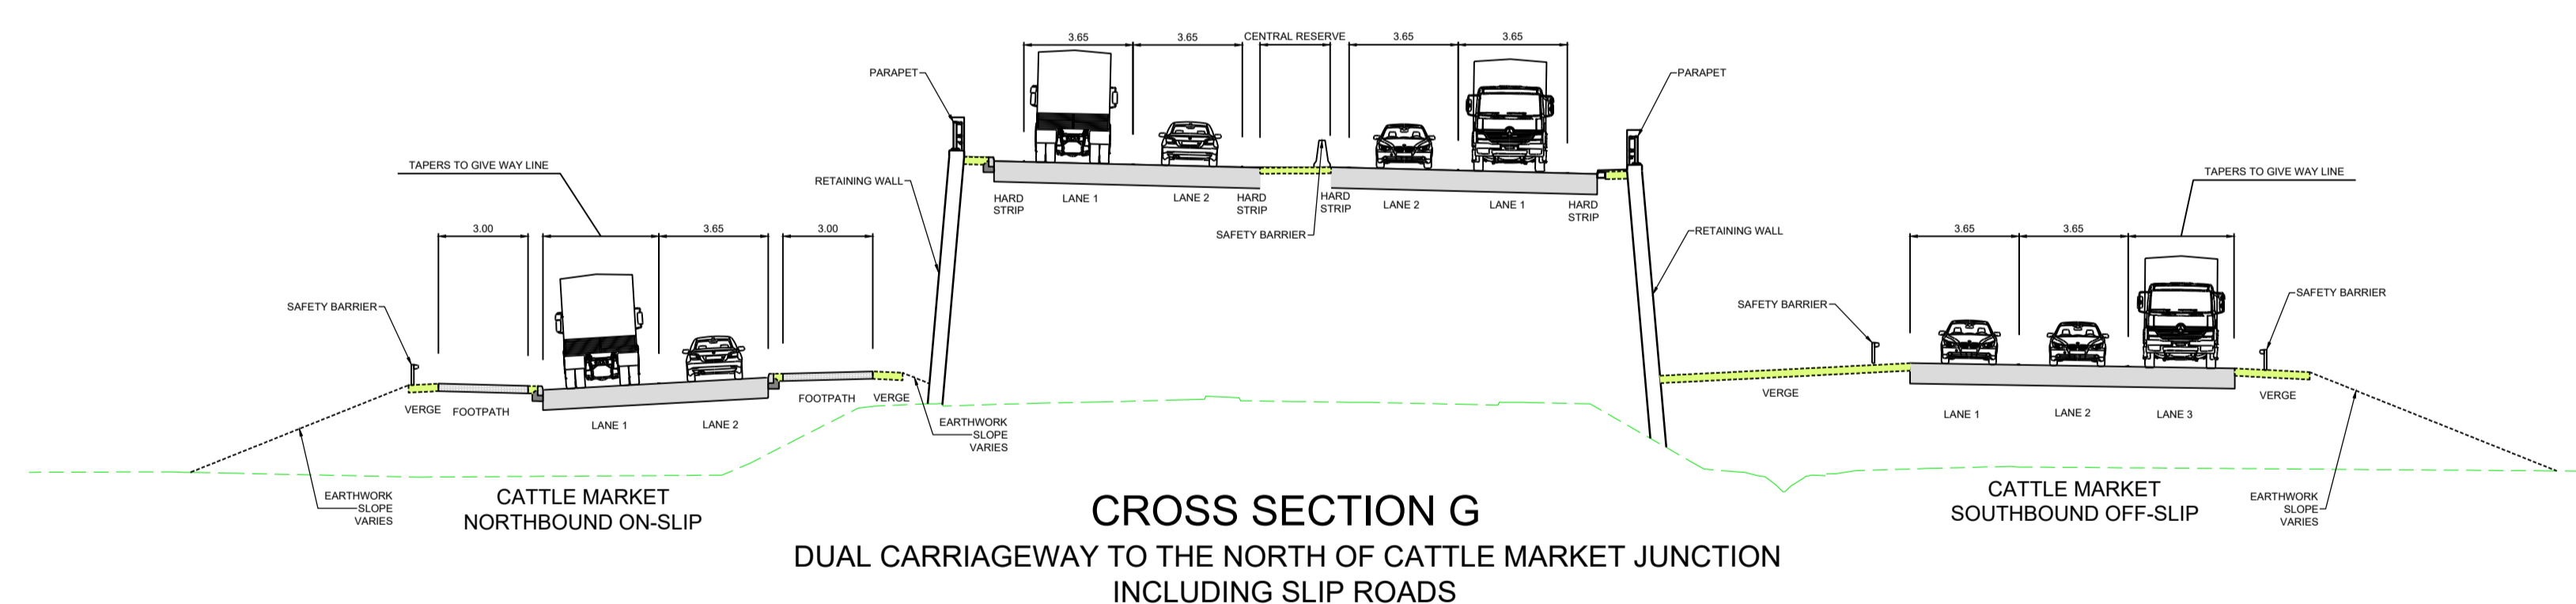 3.65
3.65
CENTRAL RESERVE
3.65
3.65
PARAPET
PARAPET
TAPERS TO GIVE WAY LINE
RETAINING WALL
HARD
STRIP
LANE 1
LANE 2
HARD
STRIP
HARD
STRIP
LANE 2
LANE 1
HARD
STRIP
SAFETY BARRIER
TAPERS TO GIVE WAY LINE
3.00
3.65
3.00
RETAINING WALL
3.65
3.65
SAFETY BARRIER
SAFETY BARRIER
SAFETY BARRIER
VERGE
FOOTPATH
LANE 1
LANE 2
FOOTPATH
VERGE
EARTHWORK
SLOPE
VARIES
VERGE
LANE 1
LANE 2
LANE 3
VERGE
EARTHWORK
SLOPE
VARIES
CATTLE MARKET
NORTHBOUND ON-SLIP
CATTLE MARKET
SOUTHBOUND OFF-SLIP
EARTHWORK
SLOPE
VARIES
CROSS SECTION G
DUAL CARRIAGEWAY TO THE NORTH OF CATTLE MARKET JUNCTION
INCLUDING SLIP ROADS